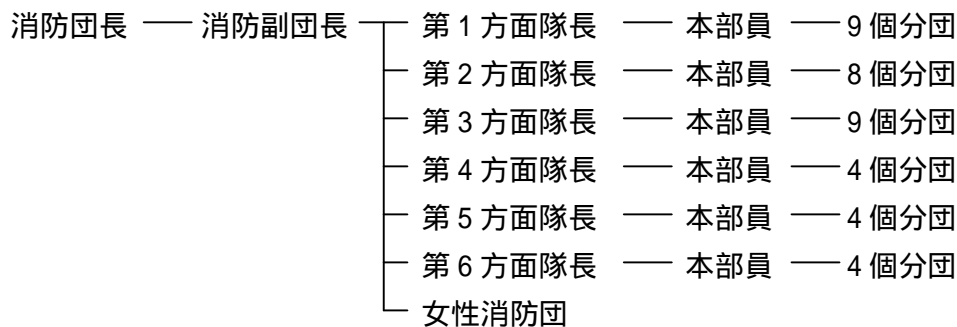 消防団長 消防副団長 第1方面隊長 本部員 9個分団
第2方面隊長 本部員 8個分団
第3方面隊長 本部員 9個分団
第4方面隊長 本部員 4個分団
第5方面隊長 本部員 4個分団
第6方面隊長 本部員 4個分団
女性消防団